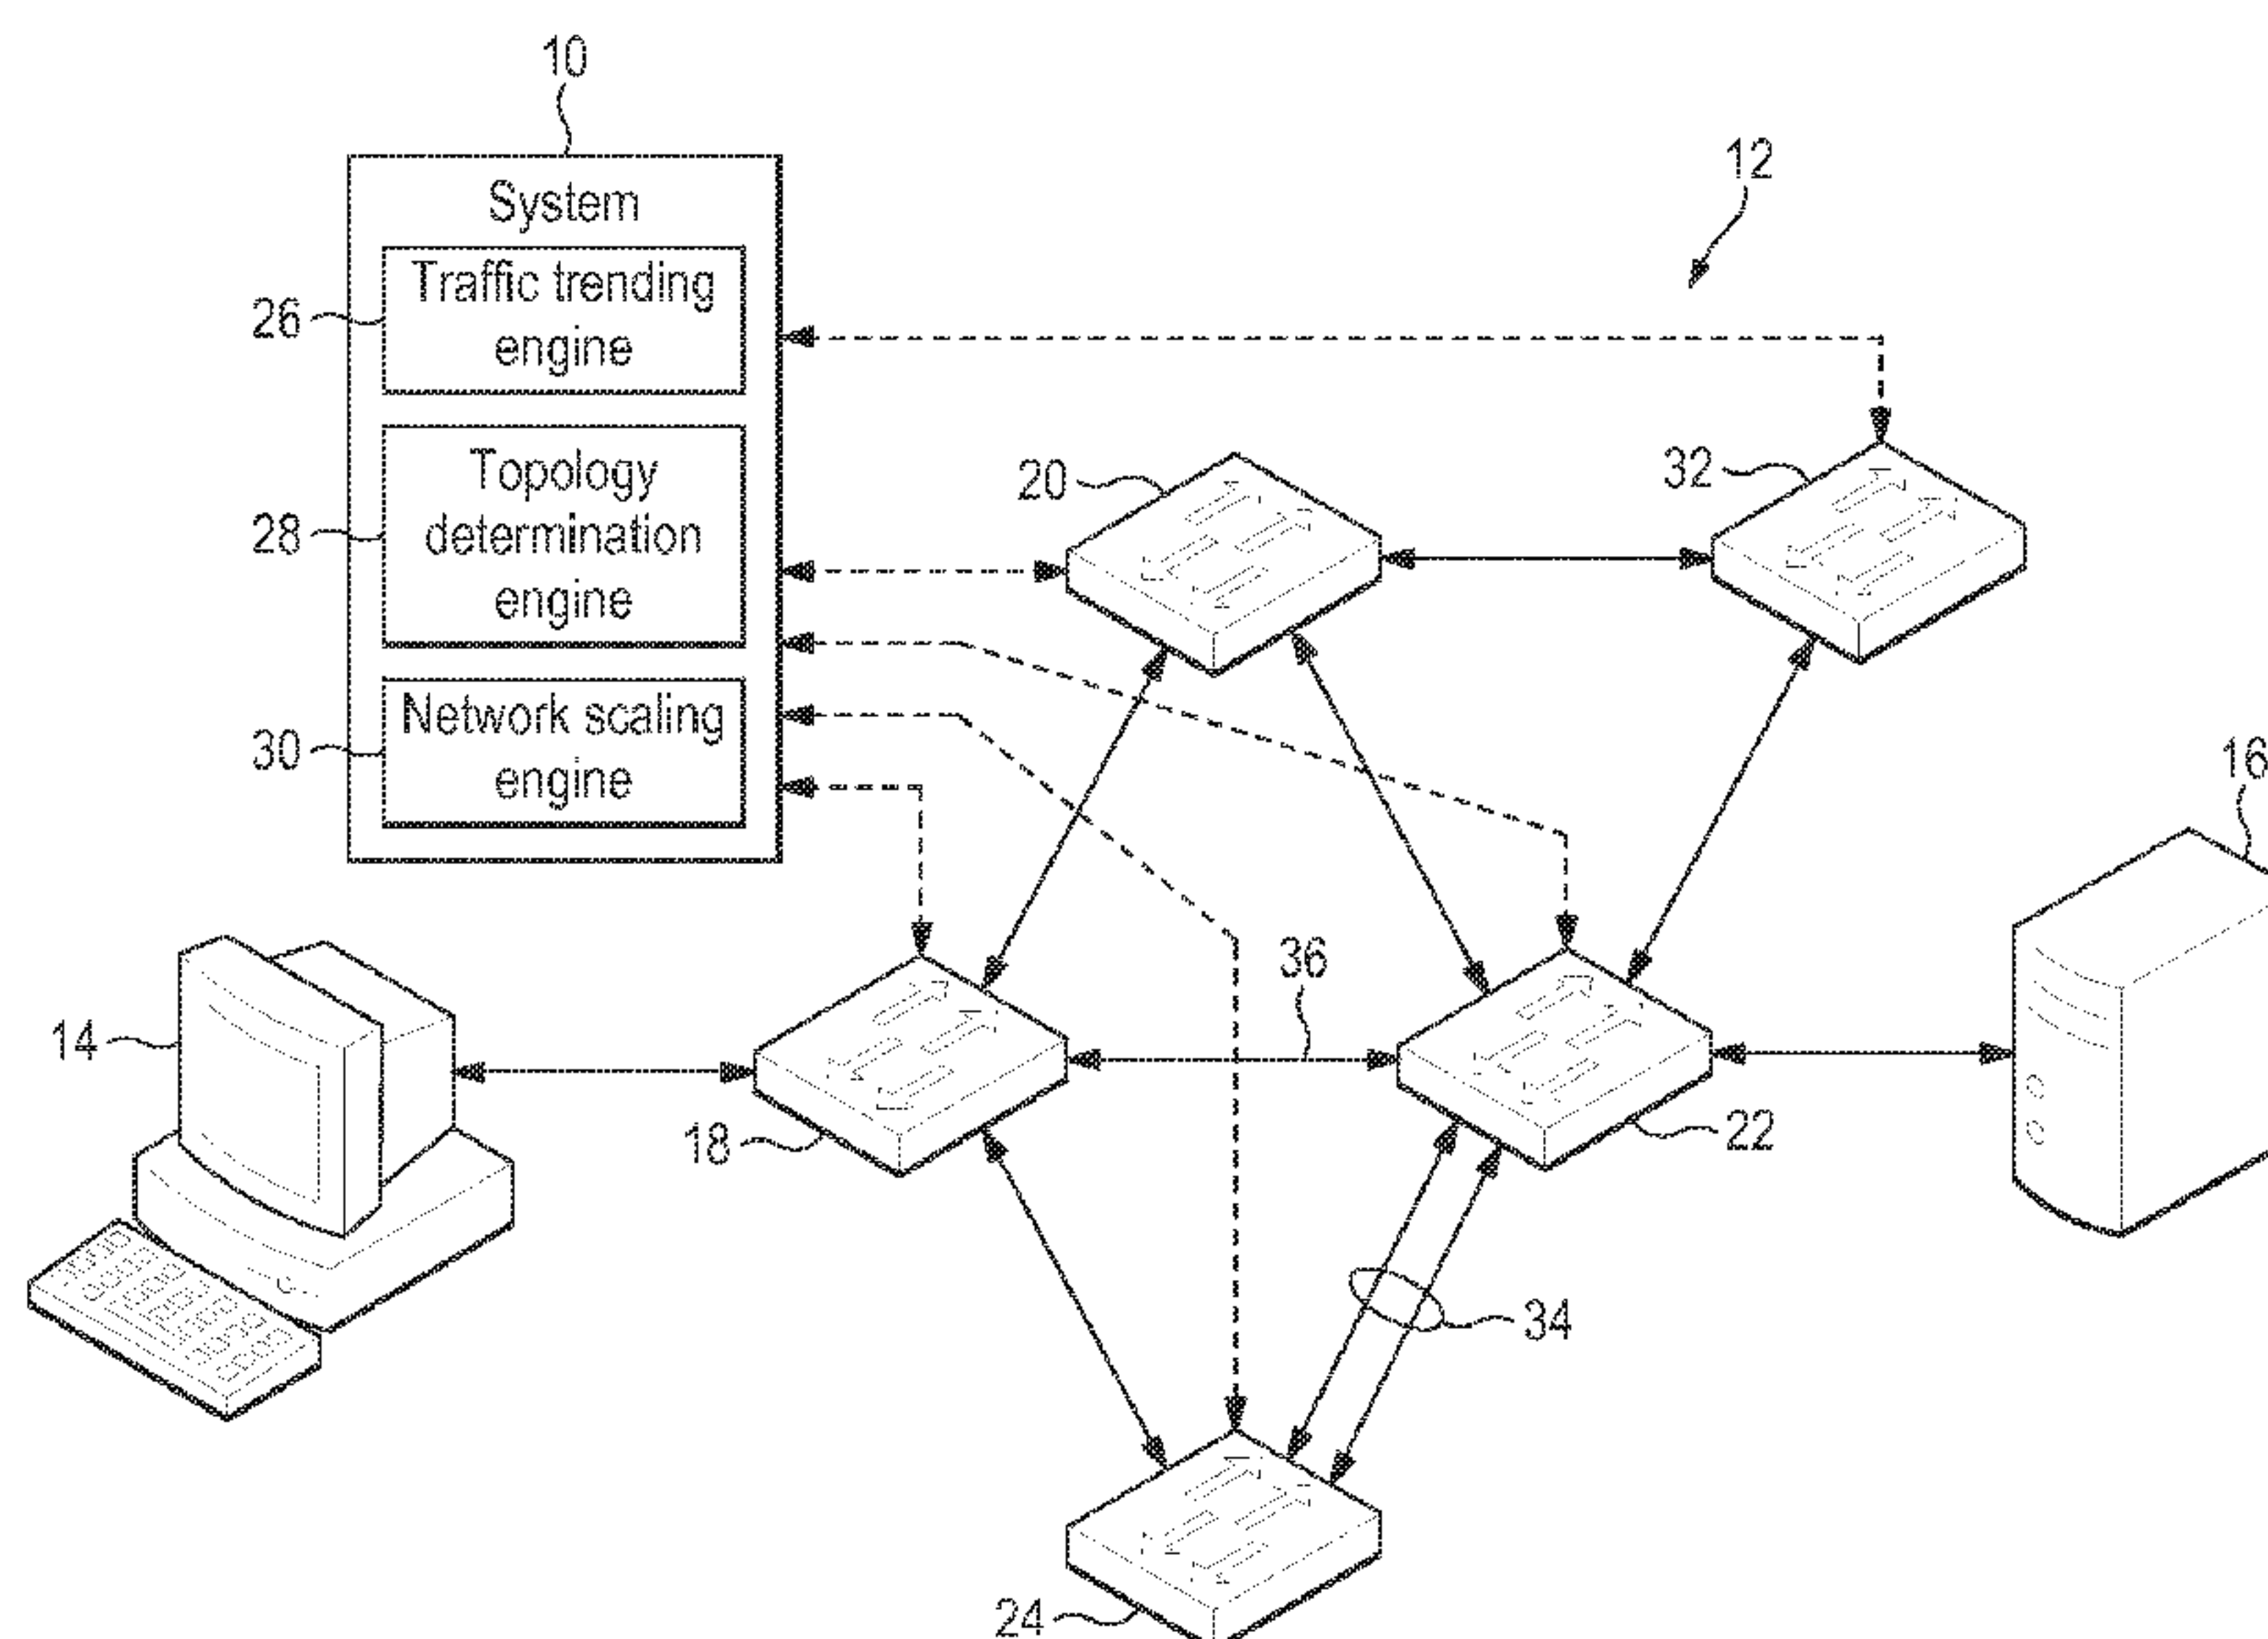 10
System
12
Traffic trending
engine
26
20
32
Topology
determination
engine
28
Network scaling
engine
30
16
36
14
18
22
34
24